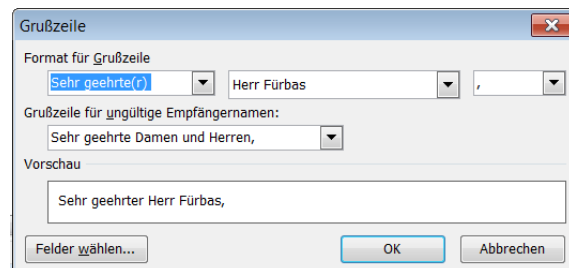 Grußzeile
Format für Grußzeile
Sehr geehrte(r) Herr Fürbas ,
Grußzeile für ungültige Empfängernamen:
Sehr geehrte Damen und Herren,
Vorschau
Sehr geehrter Herr Fürbas,
Felder wählen... OK Abbrechen